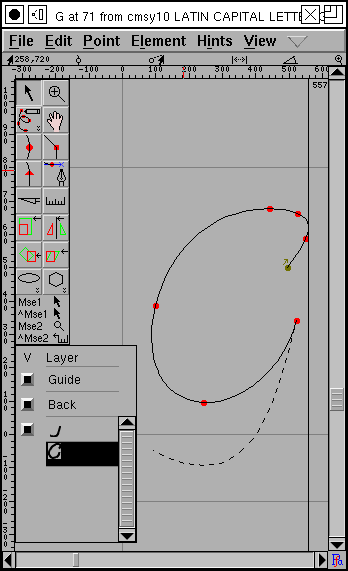 G at 71 from cmsy10 LATIN CAPITAL LETTE
File Edit Point Element Hints View
258,720
-300 -200 -100 0 100 200 300 400 500 600
557
Mse1
^Mse1
Mse2
^Mse2
V Layer
Guide
Back